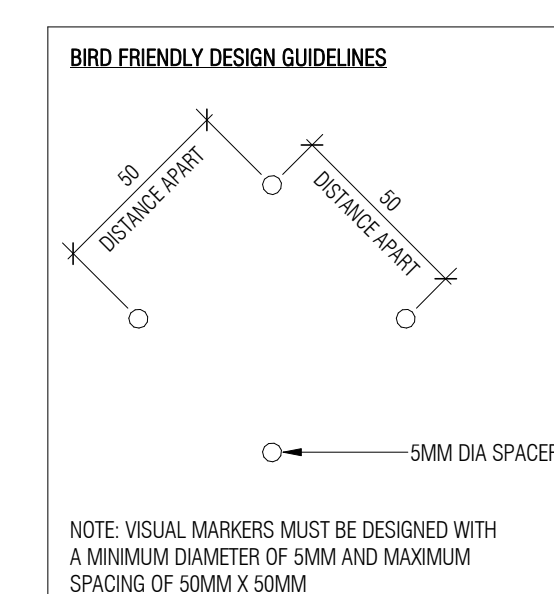 BIRD FRIENDLY DESIGN GUIDELINES
50
DISTANCE APART
50
DISTANCE APART
5MM DIA SPACER
NOTE: VISUAL MARKERS MUST BE DESIGNED WITH
A MINIMUM DIAMETER OF 5MM AND MAXIMUM
SPACING OF 50MM X 50MM